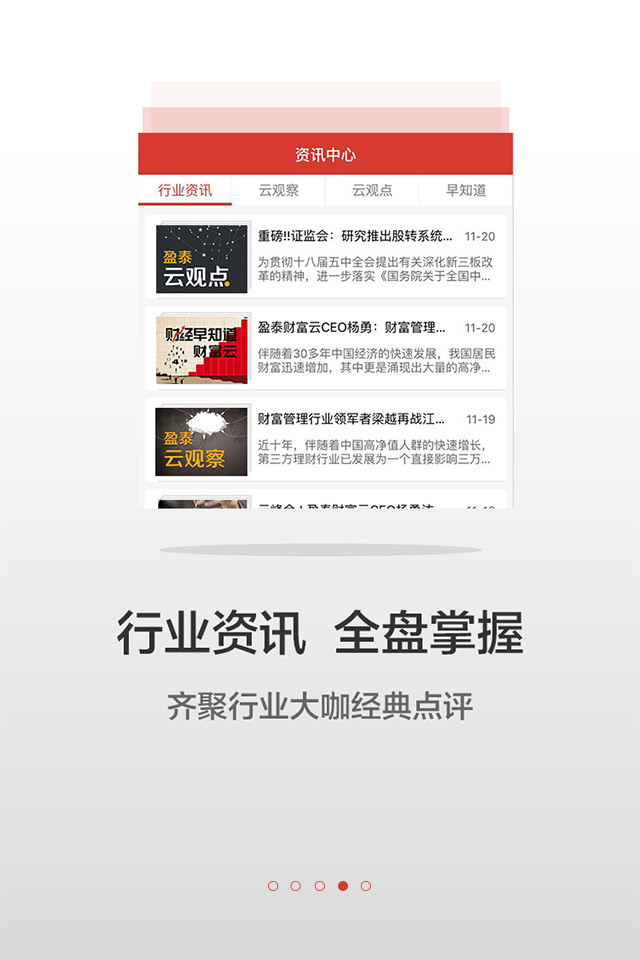 资讯中心
行业资讯 云观察 云观点 早知道
盈泰
云观点
重磅!!证监会：研究推出股转系统... 11-20
为贯彻十八届五中全会提出有关深化新三板改
革的精神，进一步落实《国务院关于全国中...
财经早知道
财富云
盈泰财富云CEO杨勇：财富管理... 11-20
伴随着30多年中国经济的快速发展，我国居民
财富迅速增加，其中更是涌现出大量的高净...
盈泰
云观察
财富管理行业领军者梁越再战江... 11-19
近十年，伴随着中国高净值人群的快速增长，
第三方理财行业已发展为一个直接影响三万...
行业资讯 全盘掌握
齐聚行业大咖经典点评